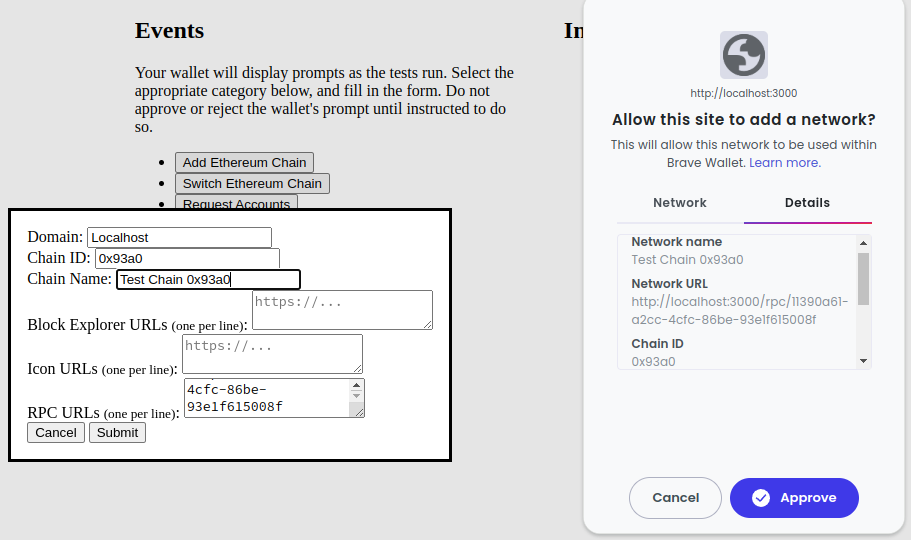 Events
Your wallet will display prompts as the tests run. Select the
appropriate category below, and fill in the form. Do not
approve or reject the wallet's prompt until instructed to do
so.
Add Ethereum Chain
Switch Ethereum Chain
Request Accounts
Domain: Localhost
Chain ID: 0x93a0
Chain Name: Test Chain 0x93a0
https://...
Block Explorer URLs (one per line):
https://...
Icon URLs (one per line):
4cfc-86be-
93e1f615008f
RPC URLs (one per line):
Cancel Submit
In
http://localhost:3000
Allow this site to add a network?
This will allow this network to be used within
Brave Wallet. Learn more.
Network Details
Network name
Test Chain 0x93a0
Network URL
http://localhost:3000/rpc/11390a61-
a2cc-4cfc-86be-93e1f615008f
Chain ID
0x93a0
Cancel Approve